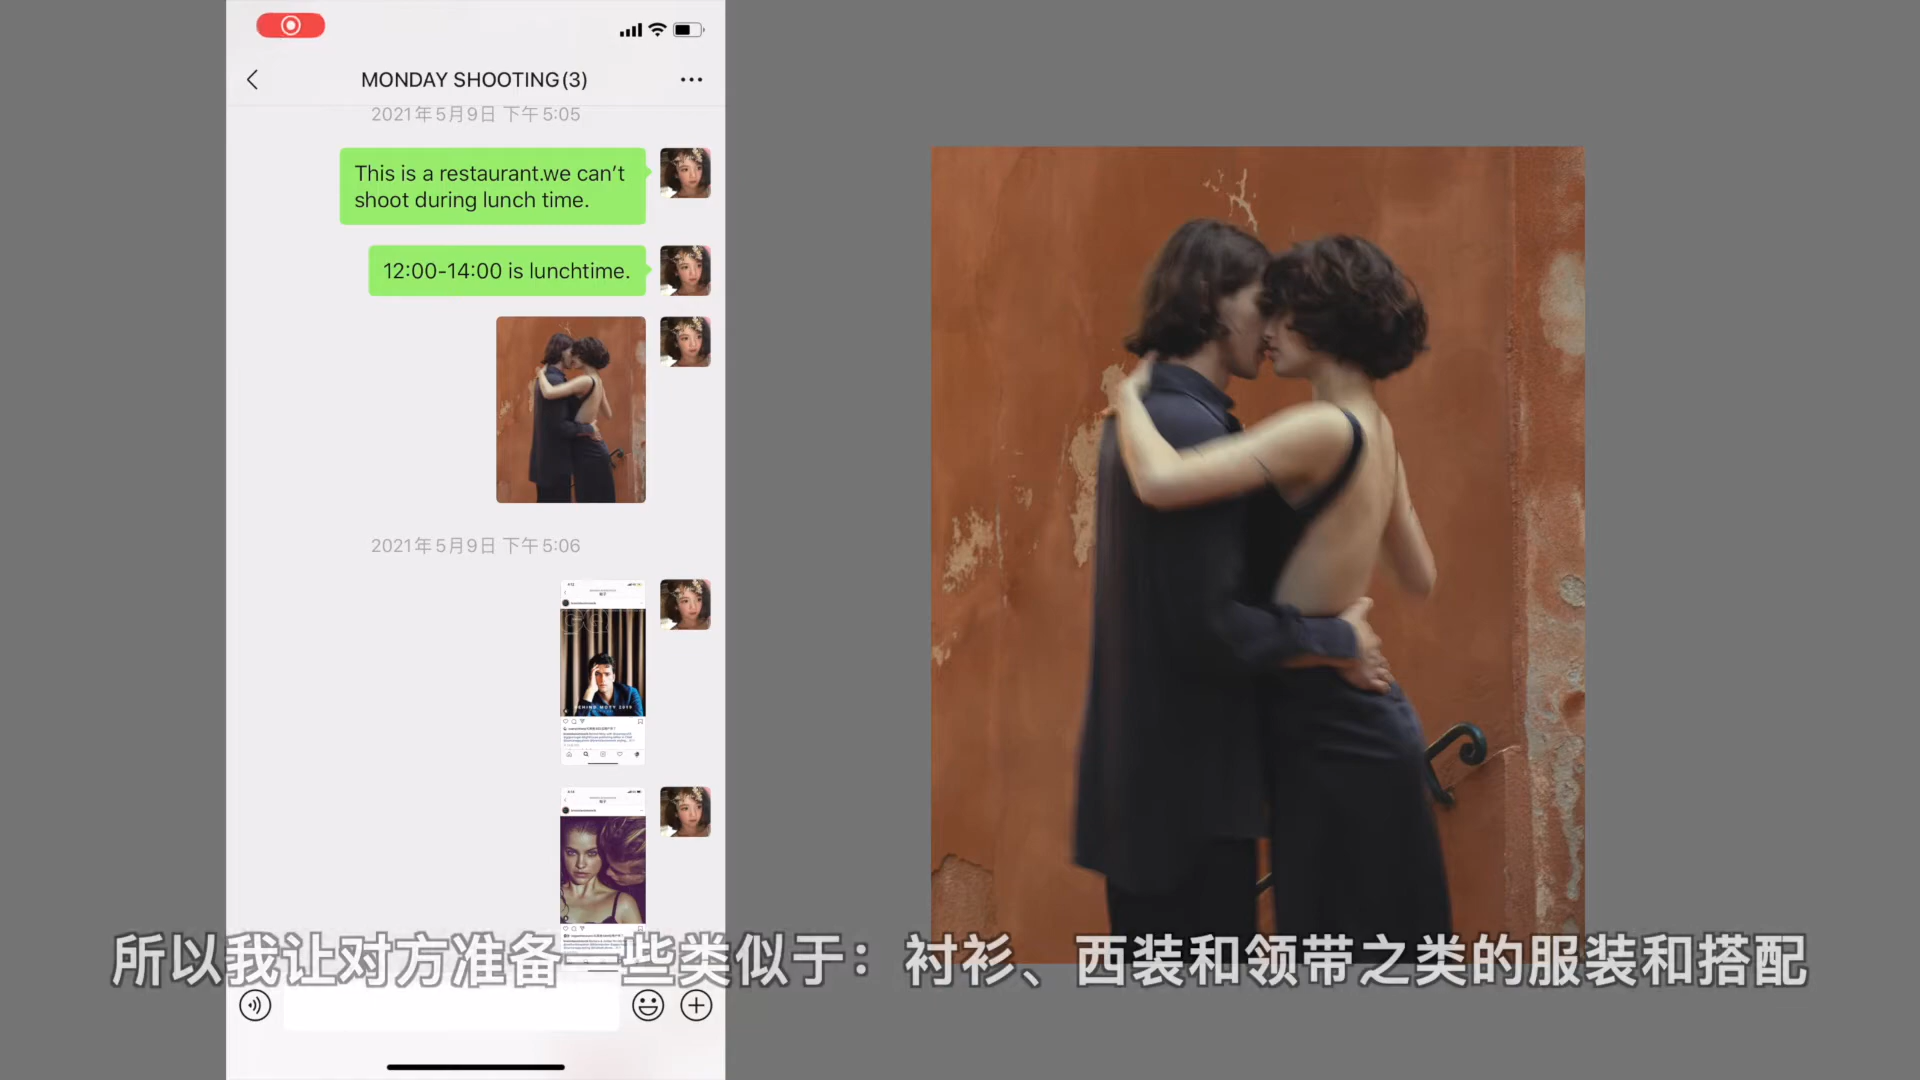 MONDAY SHOOTING(3)
2021年5月9日 下午5:05
This is a restaurant.we can't
shoot during lunch time.
12:00-14:00 is lunchtime.
2021年5月9日 下午5:06
所以我让对方准备一些类似于：衬衫、西装和领带之类的服装和搭配